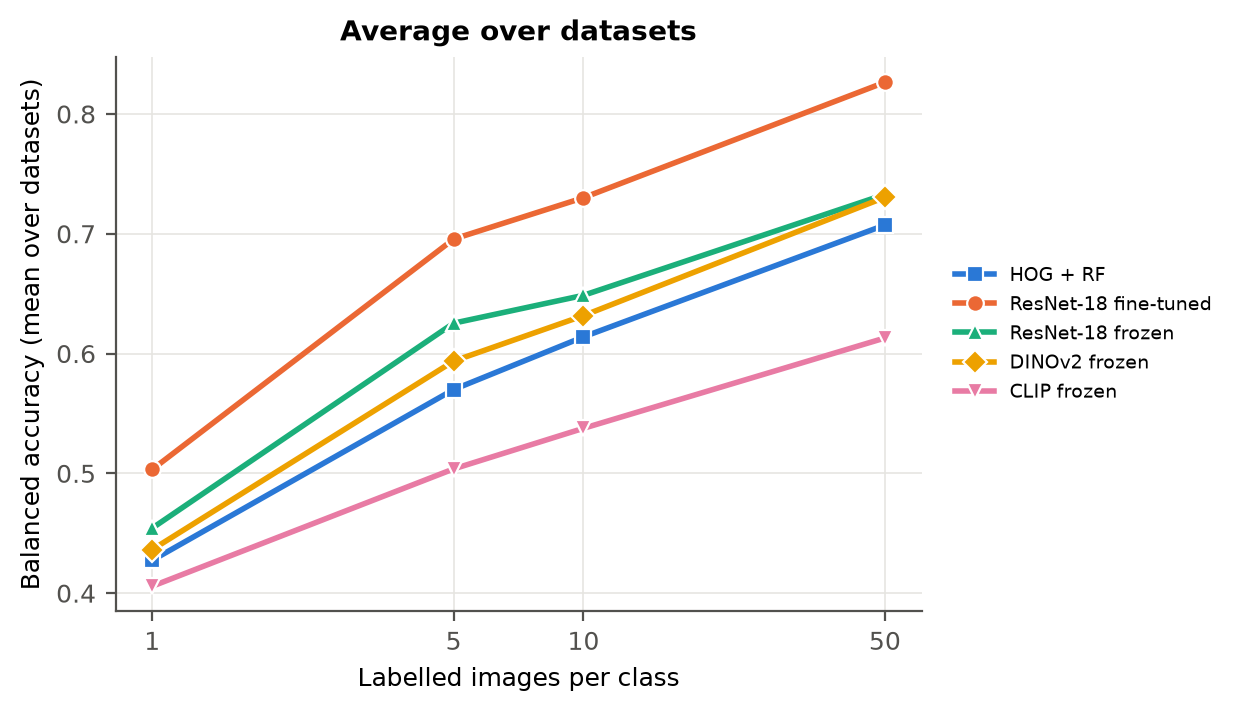 Average over datasets
Balanced accuracy (mean over datasets)
0.8
0.7
0.6
0.5
0.4
1 5 10 50
Labelled images per class
HOG + RF
ResNet-18 fine-tuned
ResNet-18 frozen
DINOv2 frozen
CLIP frozen